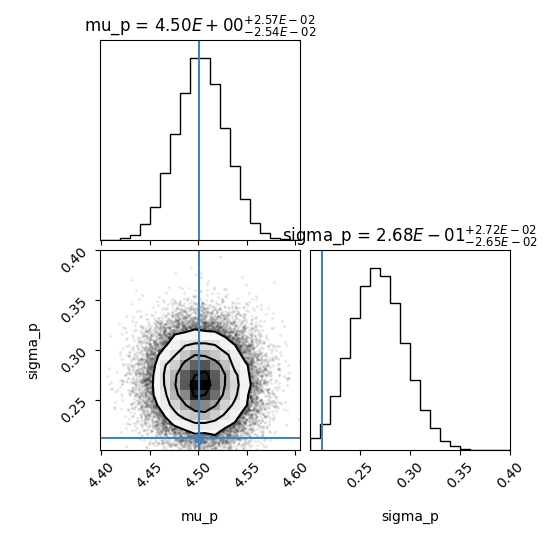 mu_p = 4.50E + 00+2.57E − 02 −2.54E − 02
sigma_p = 2.68E − 01+2.72E − 02 −2.65E − 02
0.40
0.35
0.30
0.25
sigma_p
4.40 4.45 4.50 4.55 4.60 0.25 0.30 0.35 0.40
mu_p sigma_p